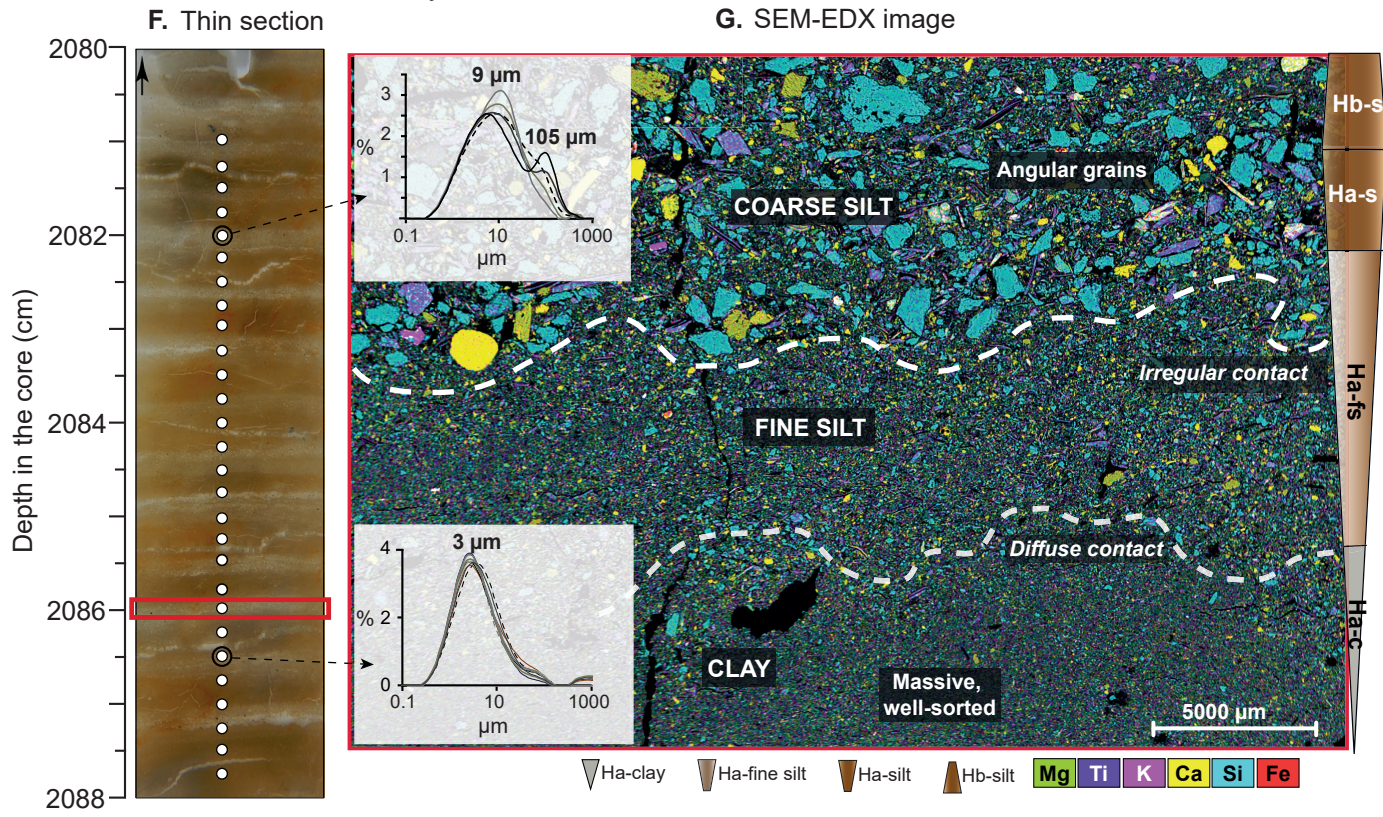 F. Thin section
G. SEM-EDX image
Depth in the core (cm)
2080
2082
2084
2086
2088
9 µm
105 µm
3
2
%
1
0.1
10
1000
µm
3 µm
4
% 2
0
0.1
10
1000
µm
Angular grains
COARSE SILT
Irregular contact
FINE SILT
Diffuse contact
CLAY
Massive,
well-sorted
5000 µm
Hb-s
Ha-s
Ha-fs
Ha-c
Ha-clay
Ha-fine silt
Ha-silt
Hb-silt
Mg Ti K Ca Si Fe